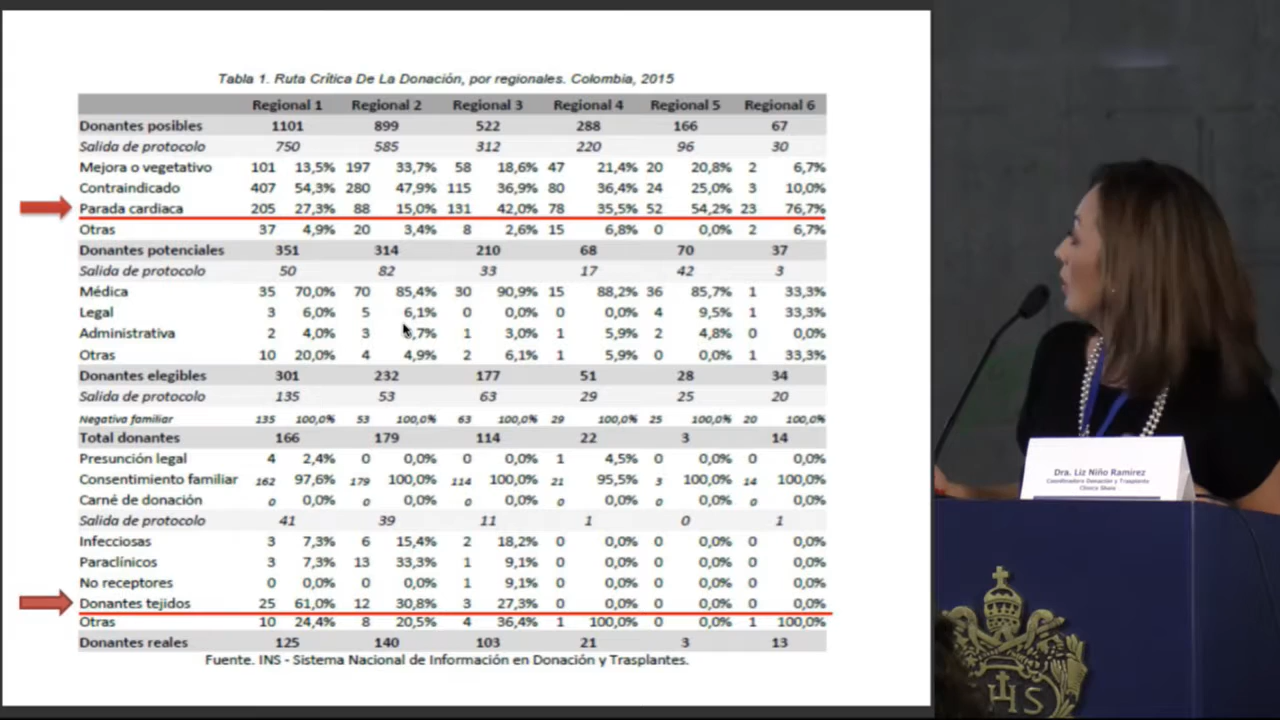 Tabla 1. Ruta Crítica De La Donación, por regionales. Colombia, 2015
Regional 1 Regional 2 Regional 3 Regional 4 Regional 5 Regional 6
Donantes posibles 1101 899 522 288 166 67
Salida de protocolo 750 585 312 220 96 30
Mejora o vegetativo 101 13,5% 197 33,7% 58 18,6% 47 21,4% 20 20,8% 2 6,7%
Contraindicado 407 54,3% 280 47,9% 115 36,9% 80 36,4% 24 25,0% 3 10,0%
Parada cardiaca 205 27,3% 88 15,0% 131 42,0% 78 35,5% 52 54,2% 23 76,7%
Otras 37 4,9% 20 3,4% 8 2,6% 15 6,8% 0 0,0% 2 6,7%
Donantes potenciales 351 314 210 68 70 37
Salida de protocolo 50 82 33 17 42 3
Médica 35 70,0% 70 85,4% 30 90,9% 15 88,2% 36 85,7% 1 33,3%
Legal 3 6,0% 5 6,1% 0 0,0% 0 0,0% 4 9,5% 1 33,3%
Administrativa 2 4,0% 3 ,7% 1 3,0% 1 5,9% 2 4,8% 0 0,0%
Otras 10 20,0% 4 4,9% 2 6,1% 1 5,9% 0 0,0% 1 33,3%
Donantes elegibles 301 232 177 51 28 34
Salida de protocolo 135 53 63 29 25 20
Negativa familiar 135 100,0% 53 100,0% 63 100,0% 29 100,0% 25 100,0% 20 100,0%
Total donantes 166 179 114 22 3 14
Presunción legal 4 2,4% 0 0,0% 0 0,0% 1 4,5% 0 0,0% 0 0,0%
Consentimiento familiar 162 97,6% 179 100,0% 114 100,0% 21 95,5% 3 100,0% 14 100,0%
Carné de donación 0 0,0% 0 0,0% 0 0,0% 0 0,0% 0 0,0% 0 0,0%
Salida de protocolo 41 39 11 1 0 1
Infecciosas 3 7,3% 6 15,4% 2 18,2% 0 0,0% 0 0,0% 0 0,0%
Paraclínicos 3 7,3% 13 33,3% 1 9,1% 0 0,0% 0 0,0% 0 0,0%
No receptores 0 0,0% 0 0,0% 1 9,1% 0 0,0% 0 0,0% 0 0,0%
Donantes tejidos 25 61,0% 12 30,8% 3 27,3% 0 0,0% 0 0,0% 0 0,0%
Otras 10 24,4% 8 20,5% 4 36,4% 1 100,0% 0 0,0% 1 100,0%
Donantes reales 125 140 103 21 3 13
Fuente. INS - Sistema Nacional de Información en Donación y Trasplantes.
Dra. Liz Niño Ramírez
Coordinadora Donación y Trasplante
Clínica Shaio
IHS